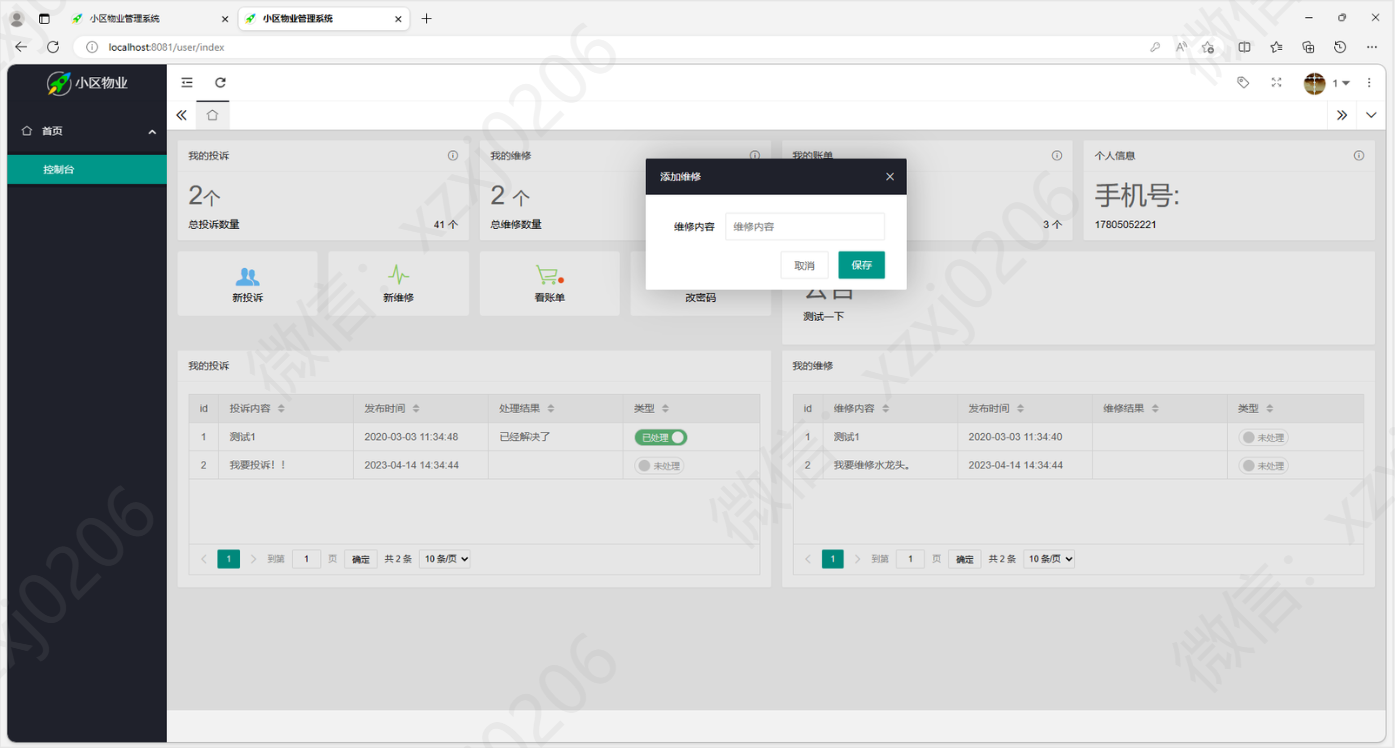 小区物业管理系统
小区物业管理系统
localhost:8081/user/index
小区物业
1
首页
控制台
我的投诉
2个
总投诉数量 41 个
我的维修
2 个
总维修数量
我的账单
3 个
个人信息
手机号:
17805052221
添加维修
维修内容 维修内容
取消 保存
新投诉
新维修
看账单
改密码
公告
测试一下
我的投诉
id 投诉内容 发布时间 处理结果 类型
1 测试1 2020-03-03 11:34:48 已经解决了 已处理
2 我要投诉！！ 2023-04-14 14:34:44 未处理
1 到第 1 页 确定 共 2 条 10 条/页
我的维修
id 维修内容 发布时间 维修结果 类型
1 测试1 2020-03-03 11:34:40 未处理
2 我要维修水龙头。 2023-04-14 14:34:44 未处理
1 到第 1 页 确定 共 2 条 10 条/页
微信：xzxj0206
微信：xzxj0206